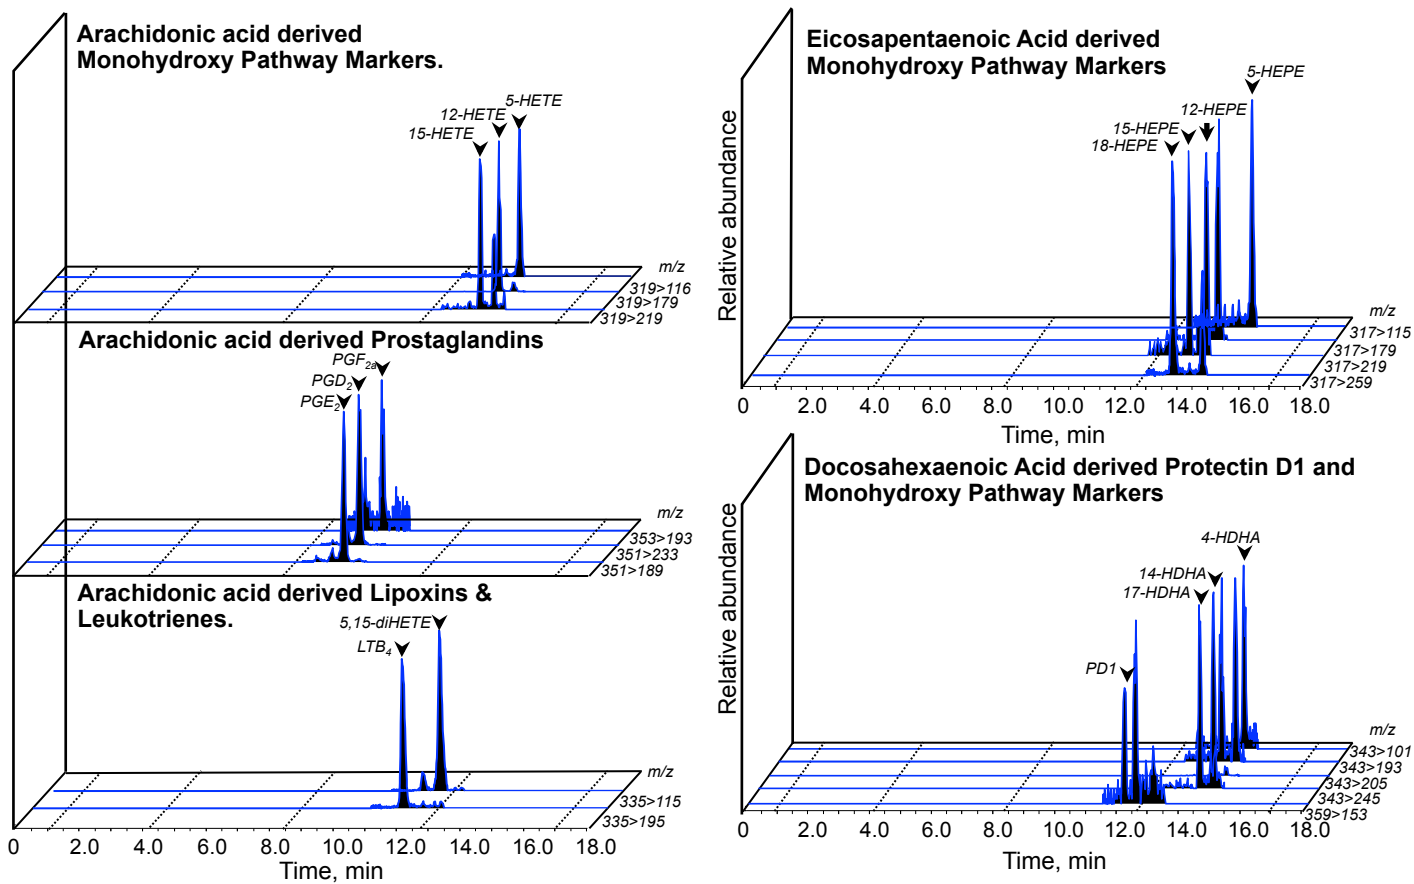 Arachidonic acid derived
Monohydroxy Pathway Markers.
5-HETE
12-HETE
15-HETE
m/z
319>116
319>179
319>219
Arachidonic acid derived Prostaglandins
PGF2a
PGD2
PGE2
m/z
353>193
351>233
351>189
Arachidonic acid derived Lipoxins &
Leukotrienes.
5,15-diHETE
LTB4
m/z
335>115
335>195
0 2.0 4.0 6.0 8.0 10.0 12.0 14.0 16.0 18.0
Time, min
Eicosapentaenoic Acid derived
Monohydroxy Pathway Markers
5-HEPE
12-HEPE
15-HEPE
18-HEPE
Relative abundance
m/z
317>115
317>179
317>219
317>259
0 2.0 4.0 6.0 8.0 10.0 12.0 14.0 16.0 18.0
Time, min
Docosahexaenoic Acid derived Protectin D1 and
Monohydroxy Pathway Markers
4-HDHA
14-HDHA
17-HDHA
PD1
Relative abundance
m/z
343>101
343>193
343>205
343>245
359>153
0 2.0 4.0 6.0 8.0 10.0 12.0 14.0 16.0 18.0
Time, min